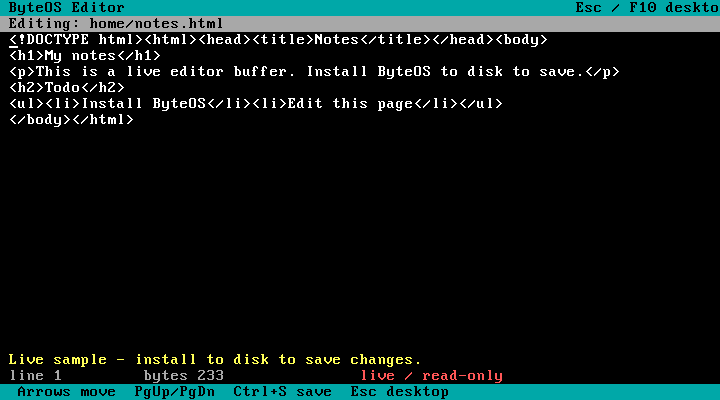 ByteOS Editor Esc / F10 deskto
Editing: home/notes.html
<!DOCTYPE html><html><head><title>Notes</title></head><body>
<h1>My notes</h1>
<p>This is a live editor buffer. Install ByteOS to disk to save.</p>
<h2>Todo</h2>
<ul><li>Install ByteOS</li><li>Edit this page</li></ul>
</body></html>
Live sample - install to disk to save changes.
line 1 bytes 233 live / read-only
Arrows move PgUp/PgDn Ctrl+S save Esc desktop